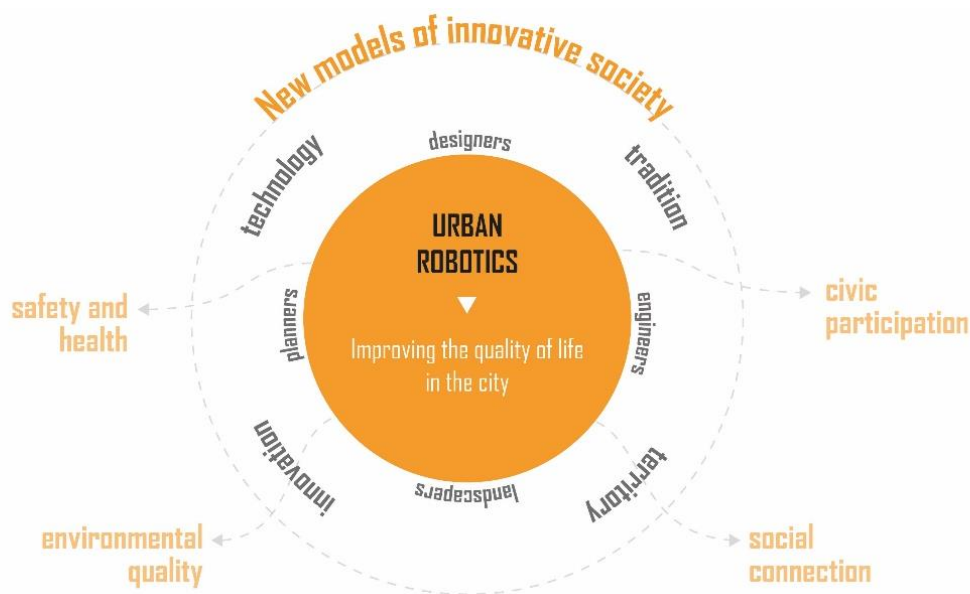 New models of innovative society
technology
designers
tradition
URBAN
ROBOTICS
safety and
health
planners
Improving the quality of life
in the city
engineers
civic
participation
innovation
landscapers
territory
environmental
quality
social
connection